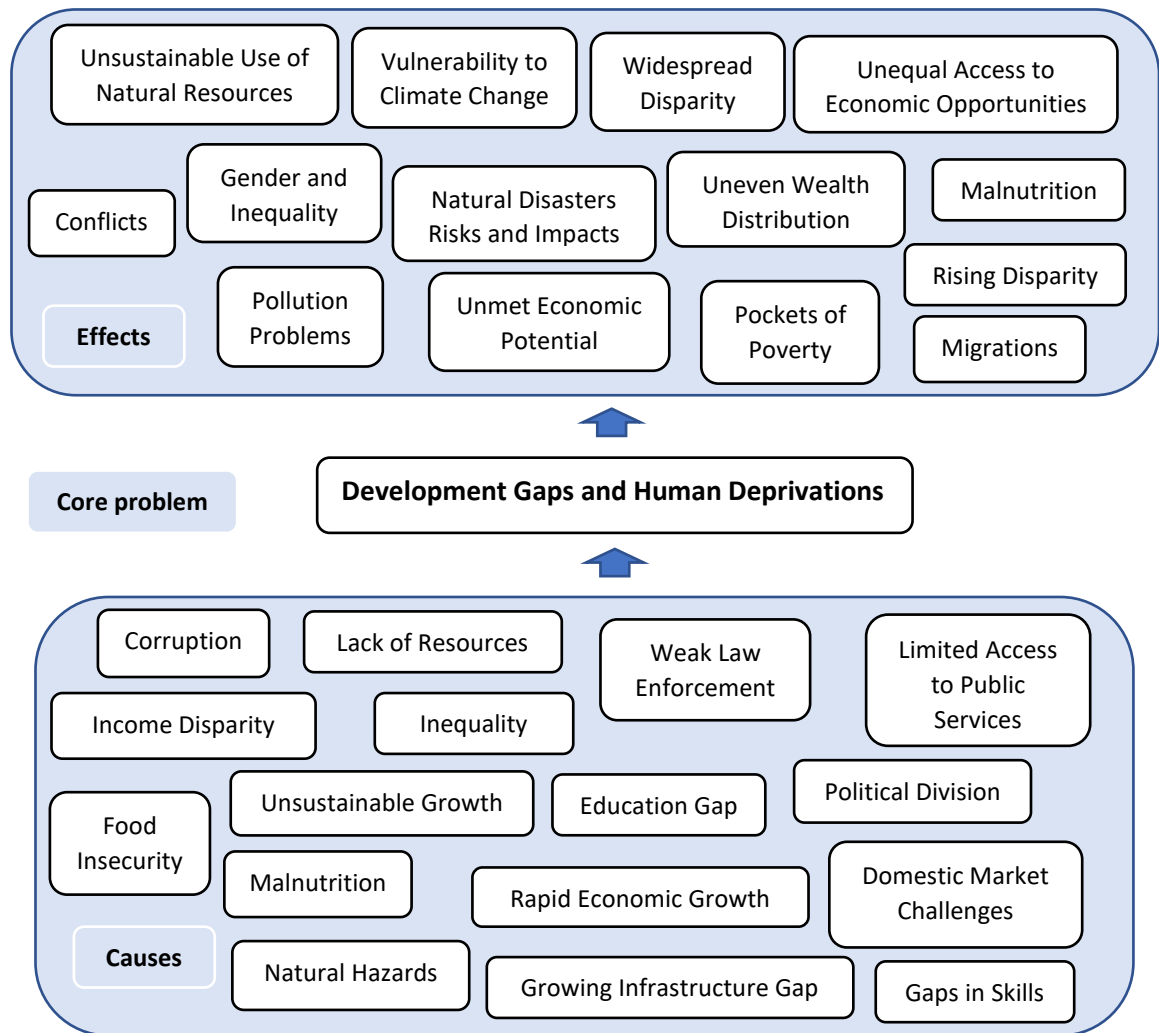 Unsustainable Use of
Natural Resources
Vulnerability to
Climate Change
Widespread
Disparity
Unequal Access to
Economic Opportunities
Conflicts
Gender and
Inequality
Natural Disasters
Risks and Impacts
Uneven Wealth
Distribution
Malnutrition
Rising Disparity
Effects
Pollution
Problems
Unmet Economic
Potential
Pockets of
Poverty
Migrations
Core problem
Development Gaps and Human Deprivations
Corruption
Lack of Resources
Weak Law
Enforcement
Limited Access
to Public
Services
Income Disparity
Inequality
Food
Insecurity
Unsustainable Growth
Education Gap
Political Division
Malnutrition
Rapid Economic Growth
Domestic Market
Challenges
Causes
Natural Hazards
Growing Infrastructure Gap
Gaps in Skills